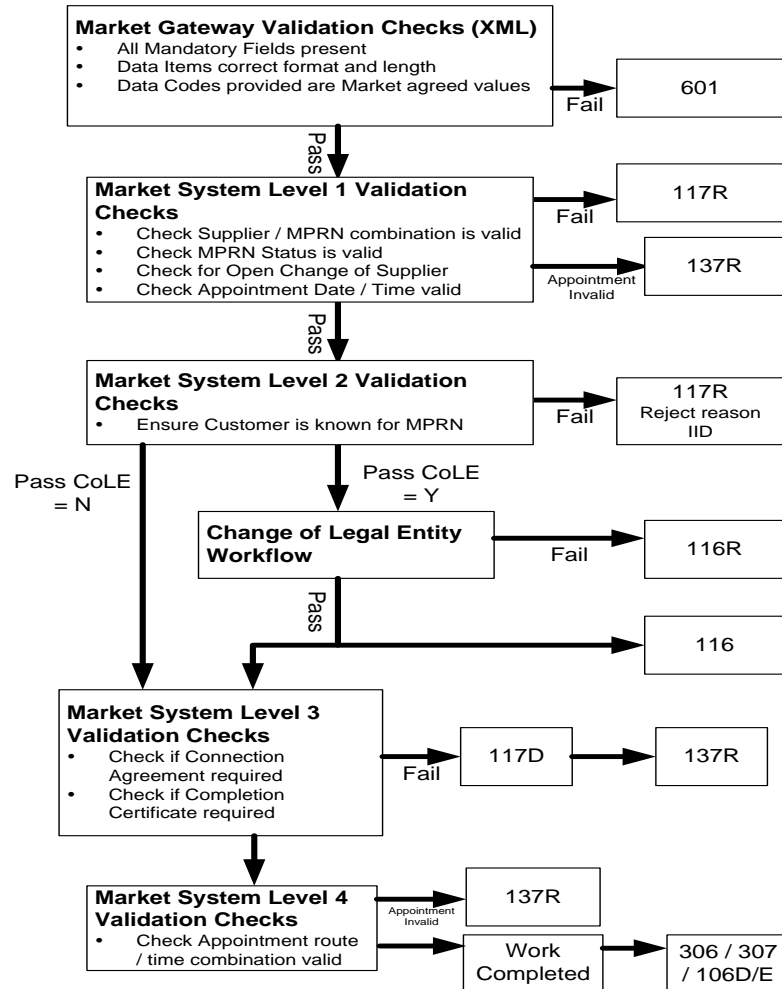 Market Gateway Validation Checks (XML)
• All Mandatory Fields present
• Data Items correct format and length
• Data Codes provided are Market agreed values
Fail
601
Pass
Market System Level 1 Validation
Checks
• Check Supplier / MPRN combination is valid
• Check MPRN Status is valid
• Check for Open Change of Supplier
• Check Appointment Date / Time valid
Fail
117R
Appointment
Invalid
137R
Pass
Market System Level 2 Validation
Checks
• Ensure Customer is known for MPRN
Fail
117R
Reject reason
IID
Pass CoLE
= N
Pass CoLE
= Y
Change of Legal Entity
Workflow
Fail
116R
Pass
116
Market System Level 3
Validation Checks
• Check if Connection
Agreement required
• Check if Completion
Certificate required
Fail
117D
137R
Market System Level 4
Validation Checks
• Check Appointment route
/ time combination valid
Appointment
Invalid
137R
Work
Completed
306 / 307
/ 106D/E